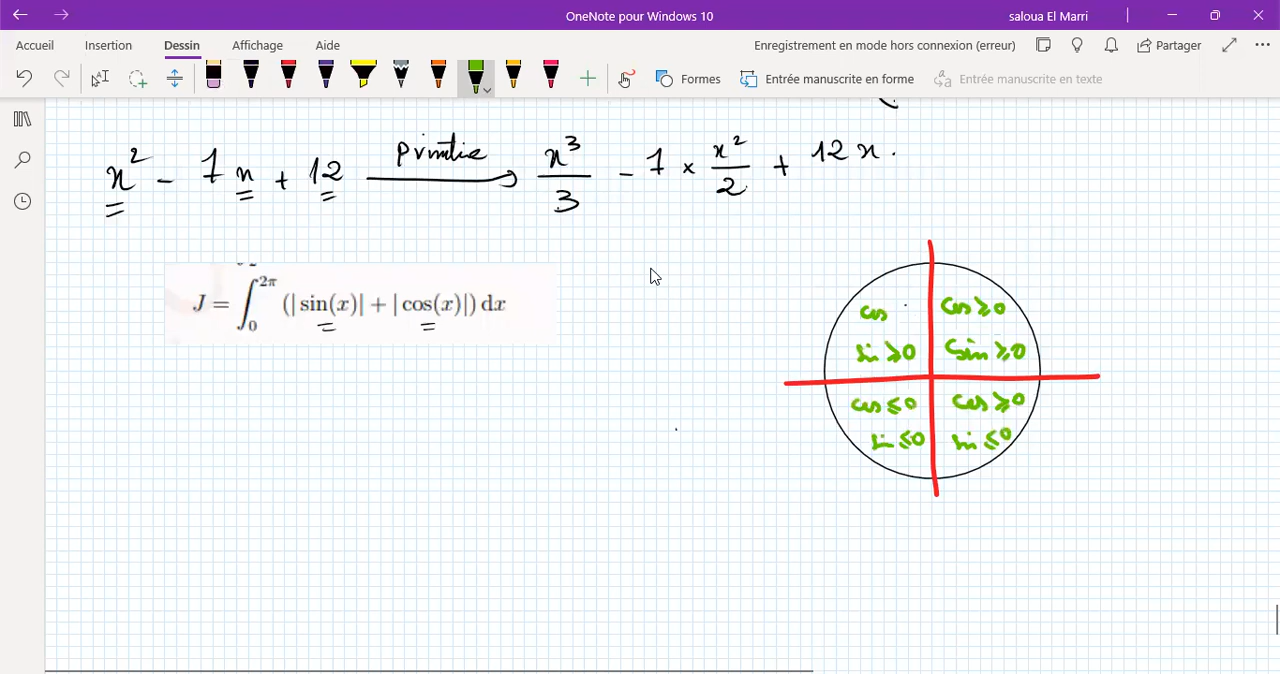 OneNote pour Windows 10
saloua El Marri
Accueil Insertion Dessin Affichage Aide
Enregistrement en mode hors connexion (erreur) Partager
Formes Entrée manuscrite en forme Entrée manuscrite en texte
x² - 7x + 12 primitive → x³/3 - 7 × x²/2 + 12x.
J = ∫₀^2π (|sin(x)| + |cos(x)|) dx
cos cos ≥ 0
sin ≥ 0 sin ≥ 0
cos ≤ 0 cos ≥ 0
sin ≤ 0 sin ≤ 0